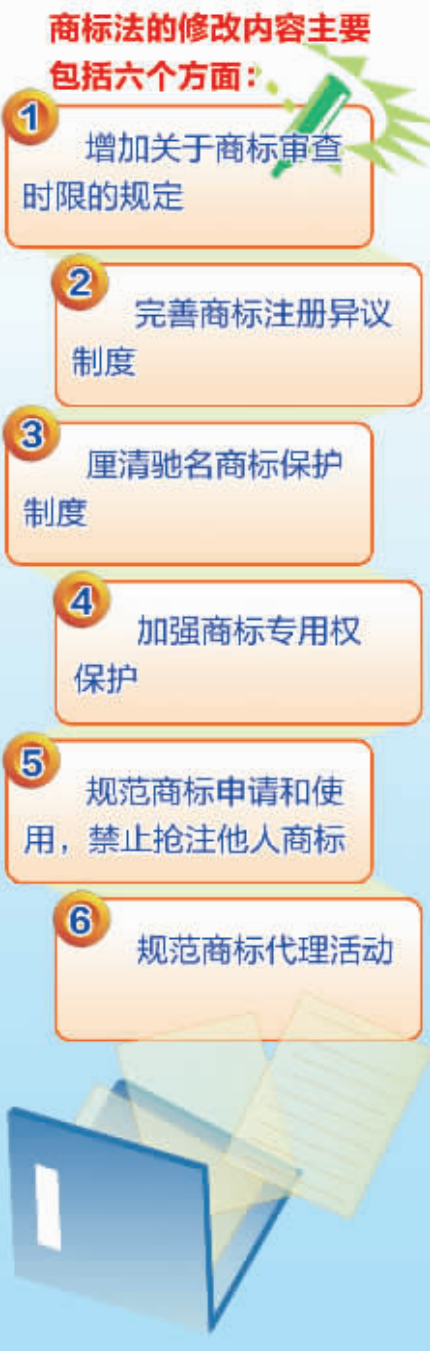 商标法的修改内容主要
包括六个方面：
1
增加关于商标审查
时限的规定
2
完善商标注册异议
制度
3
厘清驰名商标保护
制度
4
加强商标专用权
保护
5
规范商标申请和使
用，禁止抢注他人商标
6
规范商标代理活动